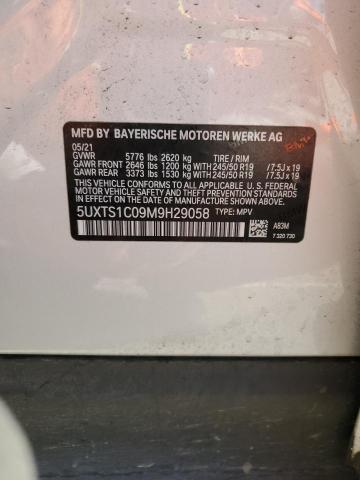 MFD BY BAYERISCHE MOTOREN WERKE AG
05/21
GVWR 5776 lbs 2620 kg TIRE / RIM
GAWR FRONT 2646 lbs 1200 kg WITH 245/50 R19 /7.5J x 19
GAWR REAR 3373 lbs 1530 kg WITH 245/50 R19 /7.5J x 19
THIS VEHICLE CONFORMS TO ALL APPLICABLE U. S. FEDERAL
MOTOR VEHICLE SAFETY AND THEFT PREVENTION STANDARDS
IN EFFECT ON THE DATE OF MANUFACTURE SHOWN ABOVE.
5UXTS1C09M9H29058 TYPE: MPV
A83M
7 320 730